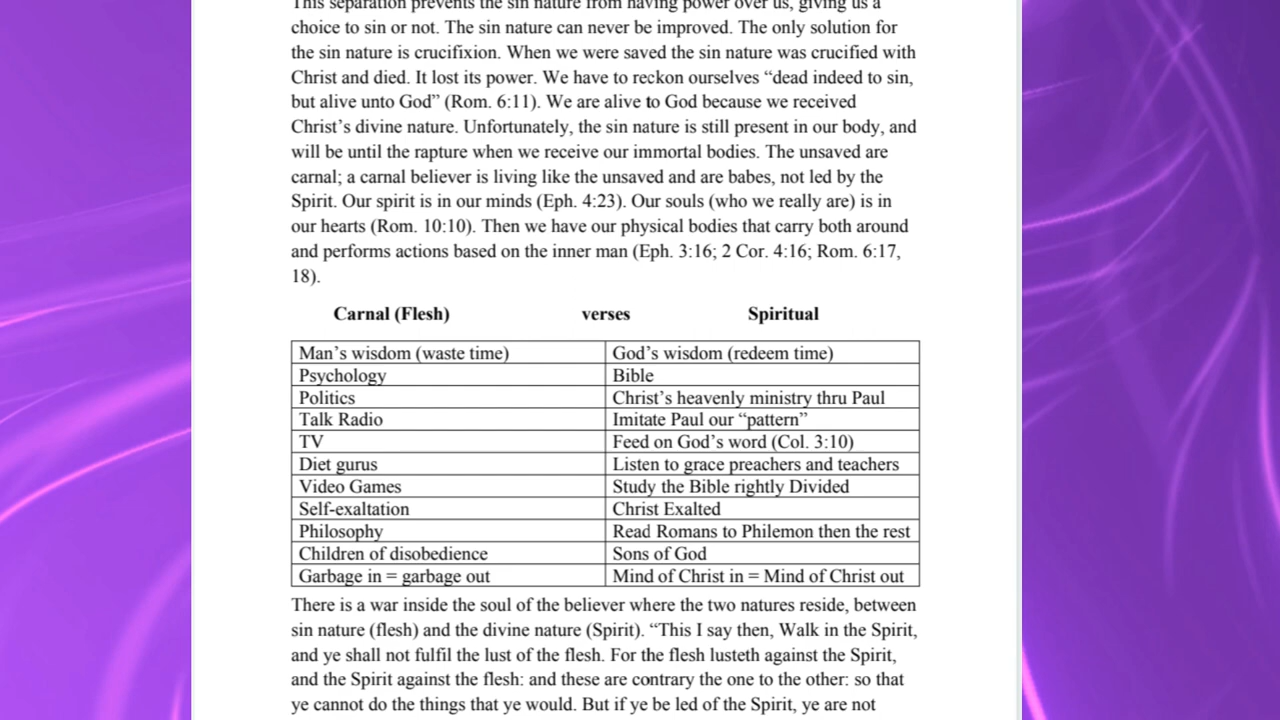 This separation prevents the sin nature from having power over us, giving us a
choice to sin or not. The sin nature can never be improved. The only solution for
the sin nature is crucifixion. When we were saved the sin nature was crucified with
Christ and died. It lost its power. We have to reckon ourselves “dead indeed to sin,
but alive unto God” (Rom. 6:11). We are alive to God because we received
Christ’s divine nature. Unfortunately, the sin nature is still present in our body, and
will be until the rapture when we receive our immortal bodies. The unsaved are
carnal; a carnal believer is living like the unsaved and are babes, not led by the
Spirit. Our spirit is in our minds (Eph. 4:23). Our souls (who we really are) is in
our hearts (Rom. 10:10). Then we have our physical bodies that carry both around
and performs actions based on the inner man (Eph. 3:16; 2 Cor. 4:16; Rom. 6:17,
18).
Carnal (Flesh) verses Spiritual
Man’s wisdom (waste time) God’s wisdom (redeem time)
Psychology Bible
Politics Christ’s heavenly ministry thru Paul
Talk Radio Imitate Paul our “pattern”
TV Feed on God’s word (Col. 3:10)
Diet gurus Listen to grace preachers and teachers
Video Games Study the Bible rightly Divided
Self-exaltation Christ Exalted
Philosophy Read Romans to Philemon then the rest
Children of disobedience Sons of God
Garbage in = garbage out Mind of Christ in = Mind of Christ out
There is a war inside the soul of the believer where the two natures reside, between
sin nature (flesh) and the divine nature (Spirit). “This I say then, Walk in the Spirit,
and ye shall not fulfil the lust of the flesh. For the flesh lusteth against the Spirit,
and the Spirit against the flesh: and these are contrary the one to the other: so that
ye cannot do the things that ye would. But if ye be led of the Spirit, ye are not